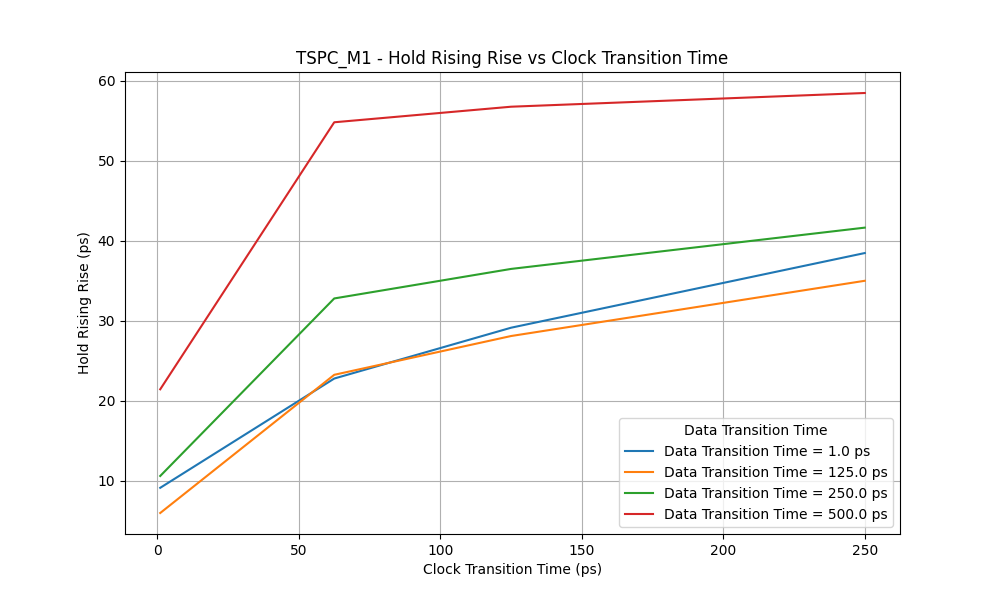 TSPC_M1 - Hold Rising Rise vs Clock Transition Time
Hold Rising Rise (ps)
60
50
40
30
20
10
0
50
100
150
200
250
Clock Transition Time (ps)
Data Transition Time
Data Transition Time = 1.0 ps
Data Transition Time = 125.0 ps
Data Transition Time = 250.0 ps
Data Transition Time = 500.0 ps